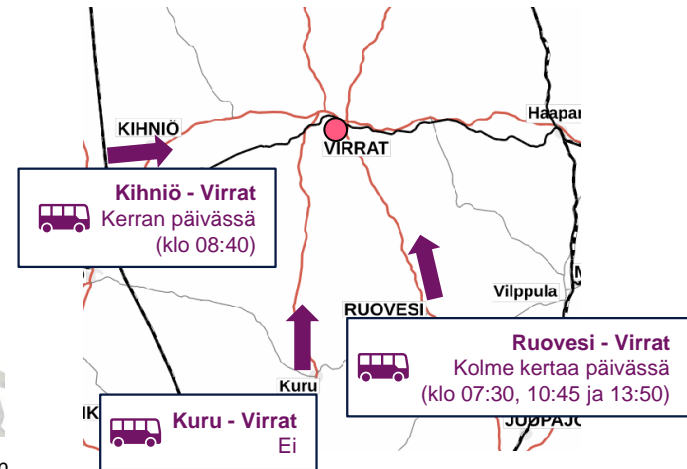 Haapa
KIHNIÖ
VIRRAT
Kihniö - Virrat
Kerran päivässä
(klo 08:40)
Vilppula
RUOVESI
Ruovesi - Virrat
Kolme kertaa päivässä
(klo 07:30, 10:45 ja 13:50)
Kuru
Kuru - Virrat
Ei